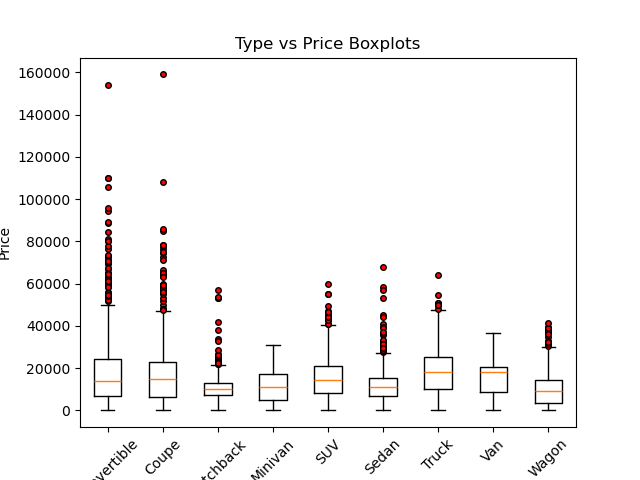 Type vs Price Boxplots
160000
140000
120000
100000
80000
60000
40000
20000
0
Price
vertible
Coupe
tchback
Minivan
SUV
Sedan
Truck
Van
Wagon